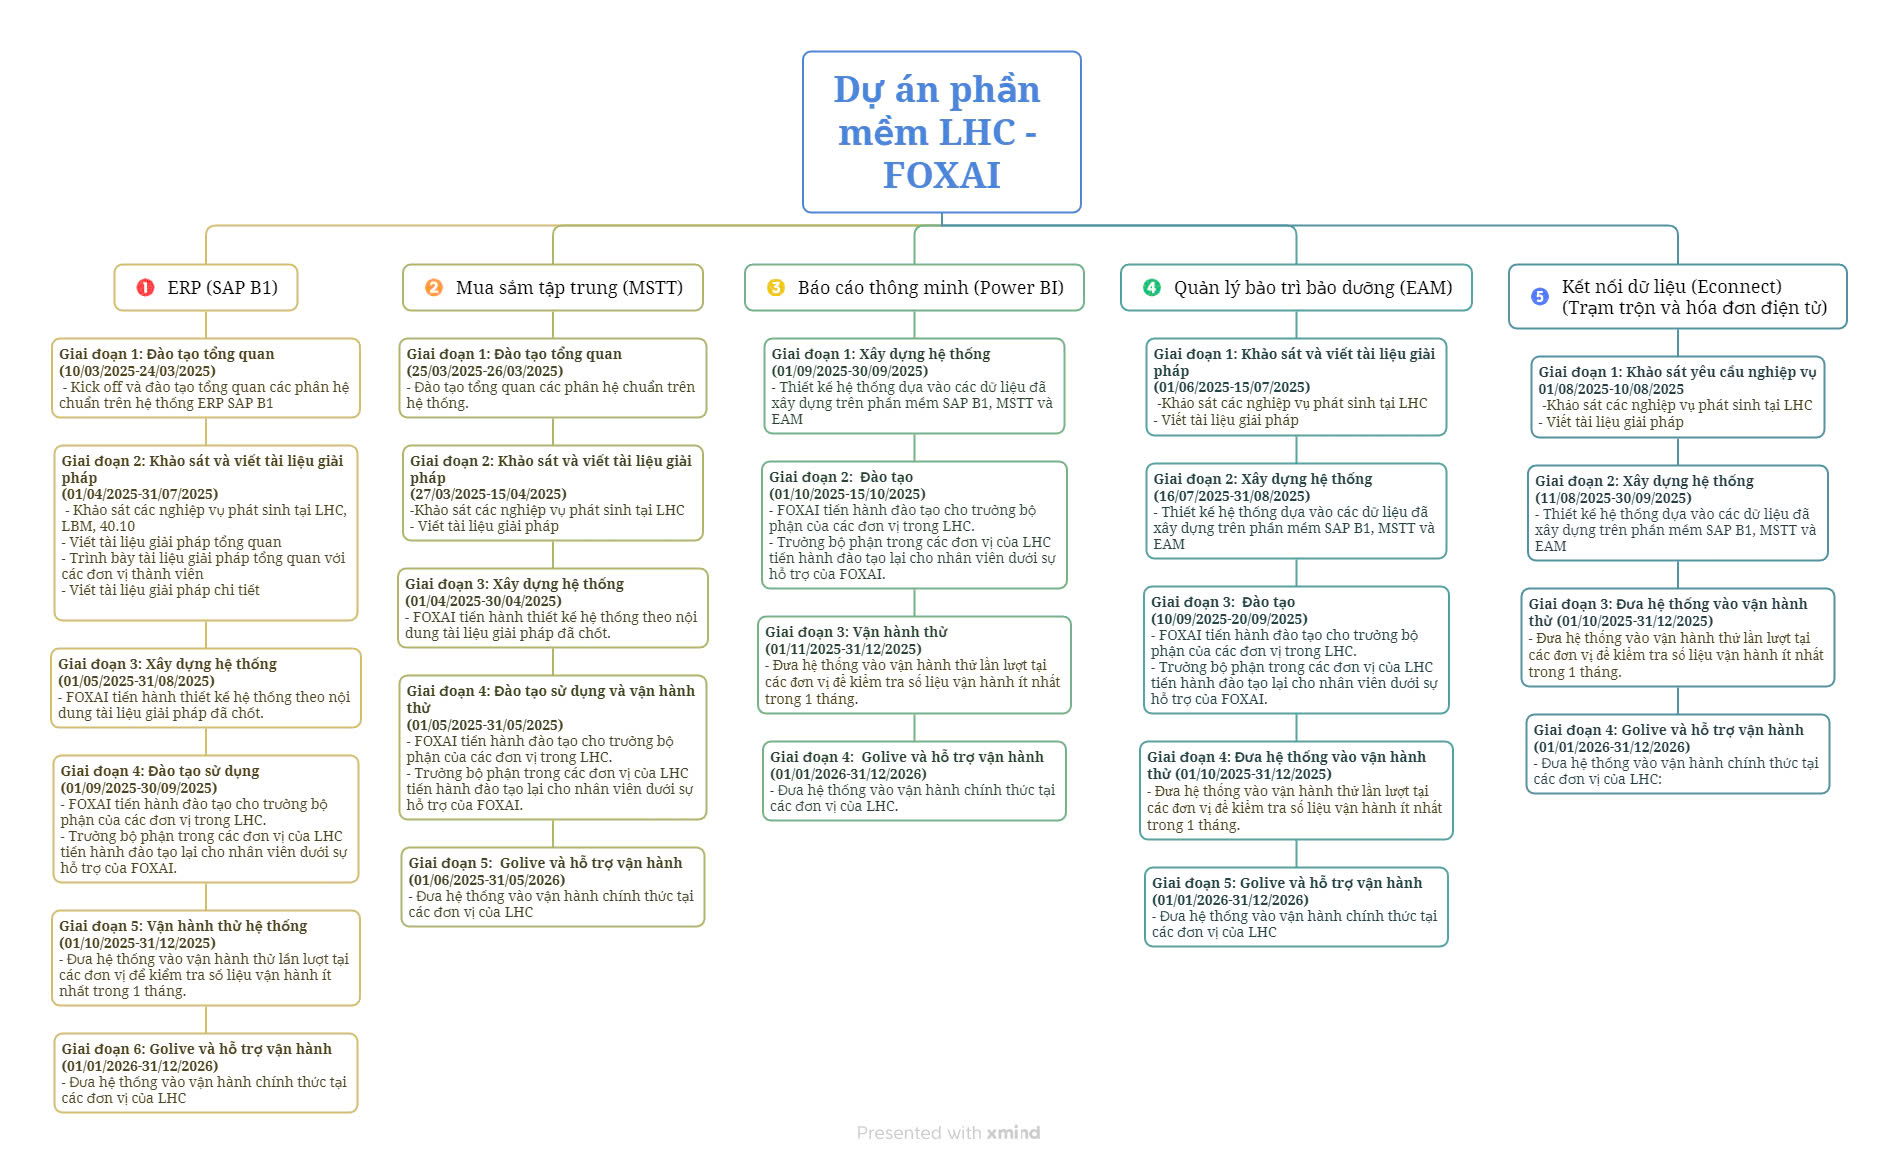 Dự án phần
mềm LHC -
FOXAI
1 ERP (SAP B1)
Giai đoạn 1: Đào tạo tổng quan
(10/03/2025-24/03/2025)
- Kick off và đào tạo tổng quan các phân hệ
chuẩn trên hệ thống ERP SAP B1
Giai đoạn 2: Khảo sát và viết tài liệu giải
pháp
(01/04/2025-31/07/2025)
- Khảo sát các nghiệp vụ phát sinh tại LHC,
LBM, 40.10
- Viết tài liệu giải pháp tổng quan
- Trình bày tài liệu giải pháp tổng quan với
các đơn vị thành viên
- Viết tài liệu giải pháp chi tiết
Giai đoạn 3: Xây dựng hệ thống
(01/05/2025-31/08/2025)
- FOXAI tiến hành thiết kế hệ thống theo nội
dung tài liệu giải pháp đã chốt.
Giai đoạn 4: Đào tạo sử dụng
(01/09/2025-30/09/2025)
- FOXAI tiến hành đào tạo cho trưởng bộ
phận của các đơn vị trong LHC.
- Trưởng bộ phận trong các đơn vị của LHC
tiến hành đào tạo lại cho nhân viên dưới sự
hỗ trợ của FOXAI.
Giai đoạn 5: Vận hành thử hệ thống
(01/10/2025-31/12/2025)
- Đưa hệ thống vào vận hành thử lần lượt tại
các đơn vị để kiểm tra số liệu vận hành ít
nhất trong 1 tháng.
Giai đoạn 6: Golive và hỗ trợ vận hành
(01/01/2026-31/12/2026)
- Đưa hệ thống vào vận hành chính thức tại
các đơn vị của LHC
2 Mua sắm tập trung (MSTT)
Giai đoạn 1: Đào tạo tổng quan
(25/03/2025-26/03/2025)
- Đào tạo tổng quan các phân hệ chuẩn trên
hệ thống.
Giai đoạn 2: Khảo sát và viết tài liệu giải
pháp
(27/03/2025-15/04/2025)
-Khảo sát các nghiệp vụ phát sinh tại LHC
- Viết tài liệu giải pháp
Giai đoạn 3: Xây dựng hệ thống
(01/04/2025-30/04/2025)
- FOXAI tiến hành thiết kế hệ thống theo nội
dung tài liệu giải pháp đã chốt.
Giai đoạn 4: Đào tạo sử dụng và vận hành
thử
(01/05/2025-31/05/2025)
- FOXAI tiến hành đào tạo cho trưởng bộ
phận của các đơn vị trong LHC.
- Trưởng bộ phận trong các đơn vị của LHC
tiến hành đào tạo lại cho nhân viên dưới sự
hỗ trợ của FOXAI.
Giai đoạn 5: Golive và hỗ trợ vận hành
(01/06/2025-31/05/2026)
- Đưa hệ thống vào vận hành chính thức tại
các đơn vị của LHC
3 Báo cáo thông minh (Power BI)
Giai đoạn 1: Xây dựng hệ thống
(01/09/2025-30/09/2025)
- Thiết kế hệ thống dựa vào các dữ liệu đã
xây dựng trên phần mềm SAP B1, MSTT và
EAM
Giai đoạn 2: Đào tạo
(01/10/2025-15/10/2025)
- FOXAI tiến hành đào tạo cho trưởng bộ
phận của các đơn vị trong LHC.
- Trưởng bộ phận trong các đơn vị của LHC
tiến hành đào tạo lại cho nhân viên dưới sự
hỗ trợ của FOXAI.
Giai đoạn 3: Vận hành thử
(01/11/2025-31/12/2025)
- Đưa hệ thống vào vận hành thử lần lượt tại
các đơn vị để kiểm tra số liệu vận hành ít nhất
trong 1 tháng.
Giai đoạn 4: Golive và hỗ trợ vận hành
(01/01/2026-31/12/2026)
- Đưa hệ thống vào vận hành chính thức tại
các đơn vị của LHC.
4 Quản lý bảo trì bảo dưỡng (EAM)
Giai đoạn 1: Khảo sát và viết tài liệu giải
pháp
(01/06/2025-15/07/2025)
-Khảo sát các nghiệp vụ phát sinh tại LHC
- Viết tài liệu giải pháp
Giai đoạn 2: Xây dựng hệ thống
(16/07/2025-31/08/2025)
- Thiết kế hệ thống dựa vào các dữ liệu đã
xây dựng trên phần mềm SAP B1, MSTT và
EAM
Giai đoạn 3: Đào tạo
(10/09/2025-20/09/2025)
- FOXAI tiến hành đào tạo cho trưởng bộ
phận của các đơn vị trong LHC.
- Trưởng bộ phận trong các đơn vị của LHC
tiến hành đào tạo lại cho nhân viên dưới sự
hỗ trợ của FOXAI.
Giai đoạn 4: Đưa hệ thống vào vận hành
thử (01/10/2025-31/12/2025)
- Đưa hệ thống vào vận hành thử lần lượt tại
các đơn vị để kiểm tra số liệu vận hành ít nhất
trong 1 tháng.
Giai đoạn 5: Golive và hỗ trợ vận hành
(01/01/2026-31/12/2026)
- Đưa hệ thống vào vận hành chính thức tại
các đơn vị của LHC
5 Kết nối dữ liệu (Econnect)
(Trạm trộn và hóa đơn điện tử)
Giai đoạn 1: Khảo sát yêu cầu nghiệp vụ
01/08/2025-10/08/2025
-Khảo sát các nghiệp vụ phát sinh tại LHC
- Viết tài liệu giải pháp
Giai đoạn 2: Xây dựng hệ thống
(11/08/2025-30/09/2025)
- Thiết kế hệ thống dựa vào các dữ liệu đã
xây dựng trên phần mềm SAP B1, MSTT và
EAM
Giai đoạn 3: Đưa hệ thống vào vận hành
thử (01/10/2025-31/12/2025)
- Đưa hệ thống vào vận hành thử lần lượt tại
các đơn vị để kiểm tra số liệu vận hành ít nhất
trong 1 tháng.
Giai đoạn 4: Golive và hỗ trợ vận hành
(01/01/2026-31/12/2026)
- Đưa hệ thống vào vận hành chính thức tại
các đơn vị của LHC:
Presented with xmind